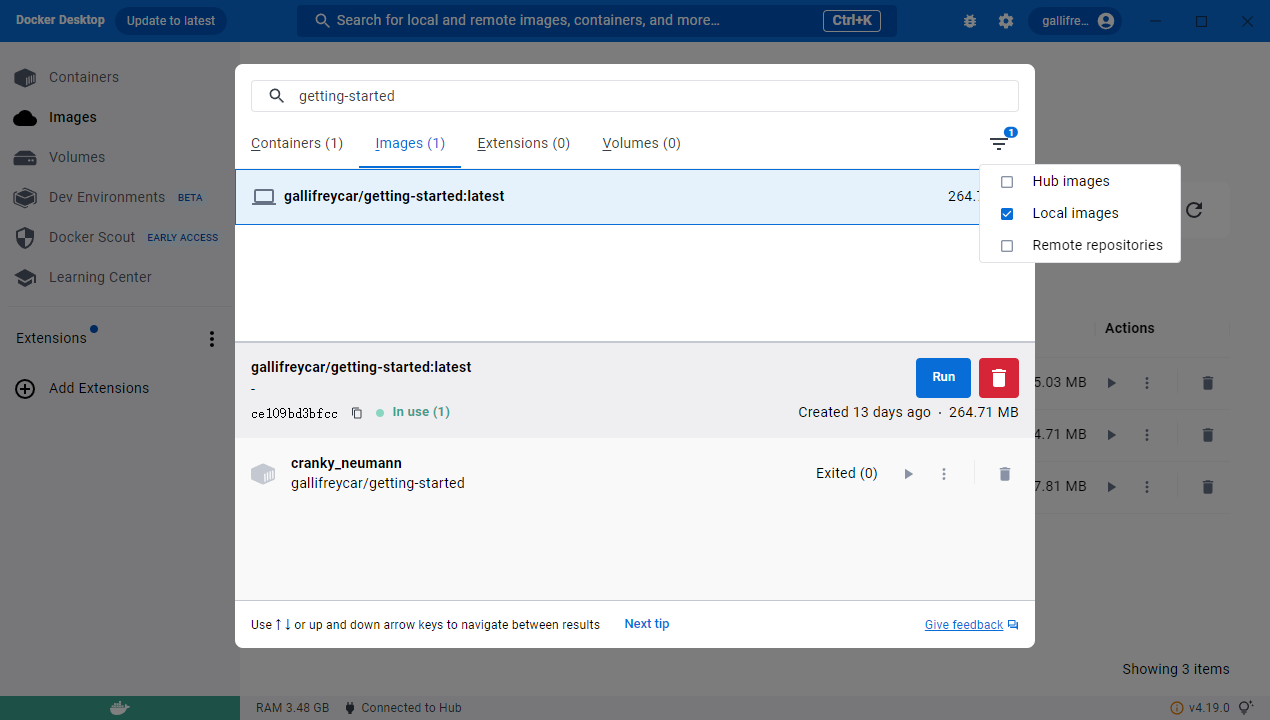 Docker Desktop Update to latest Search for local and remote images, containers, and more... Ctrl+K gallifre...
Containers
Images
Volumes
Dev Environments BETA
Docker Scout EARLY ACCESS
Learning Center
Extensions
Add Extensions
getting-started
Containers (1) Images (1) Extensions (0) Volumes (0) 1
gallifreycar/getting-started:latest 264.7
Hub images
Local images
Remote repositories
gallifreycar/getting-started:latest Run
-
ce109bd3bfcc In use (1) Created 13 days ago · 264.71 MB
cranky_neumann
gallifreycar/getting-started Exited (0)
Use ↑ ↓ or up and down arrow keys to navigate between results Next tip Give feedback
Actions
5.03 MB
4.71 MB
7.81 MB
Showing 3 items
RAM 3.48 GB Connected to Hub v4.19.0